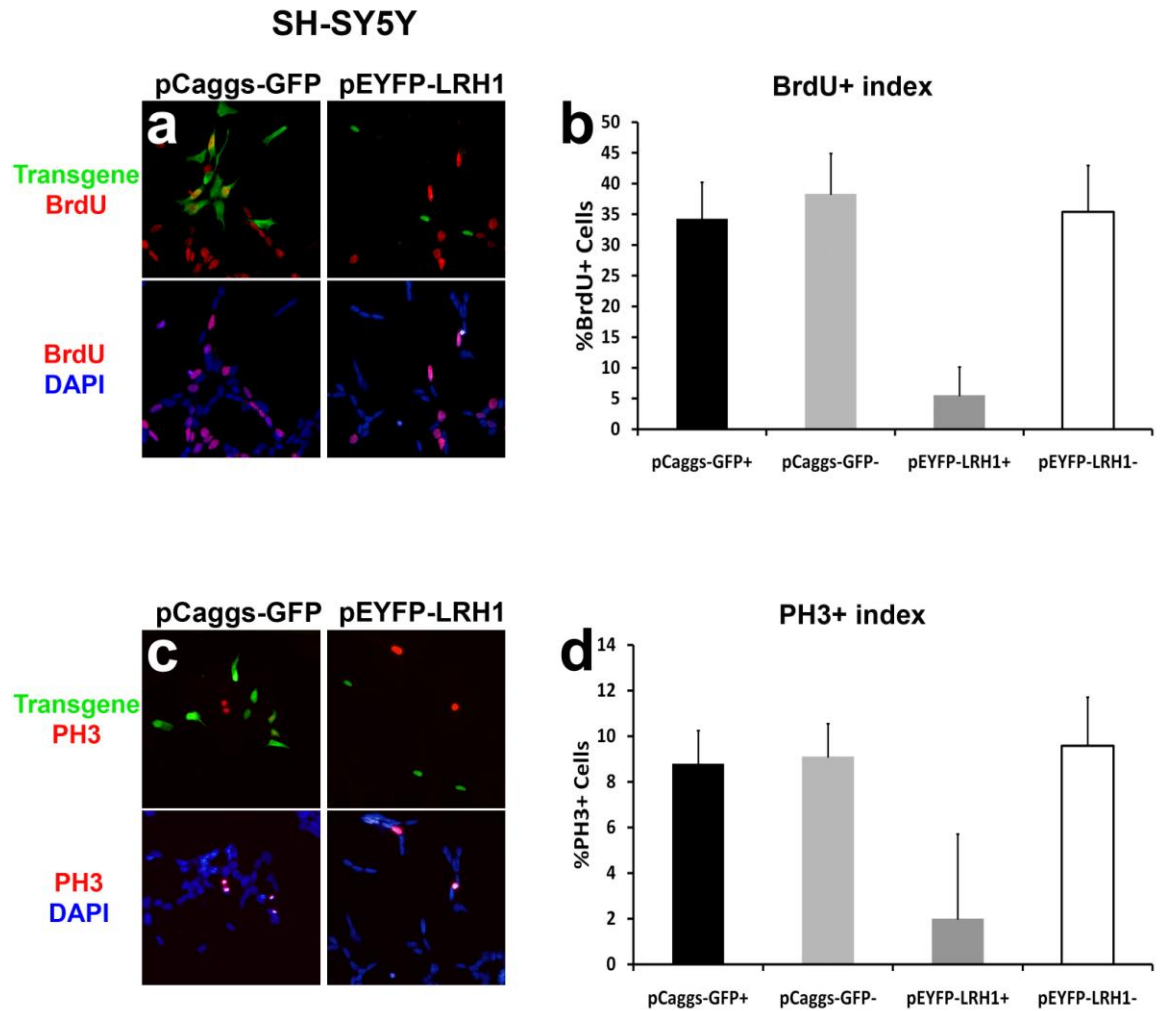 SH-SY5Y
pCaggs-GFP pEYFP-LRH1
a
Transgene
BrdU
BrdU
DAPI
b
BrdU+ index
%BrdU+ Cells
50
45
40
35
30
25
20
15
10
5
0
pCaggs-GFP+ pCaggs-GFP- pEYFP-LRH1+ pEYFP-LRH1-
pCaggs-GFP pEYFP-LRH1
c
Transgene
PH3
PH3
DAPI
d
PH3+ index
%PH3+ Cells
14
12
10
8
6
4
2
0
pCaggs-GFP+ pCaggs-GFP- pEYFP-LRH1+ pEYFP-LRH1-